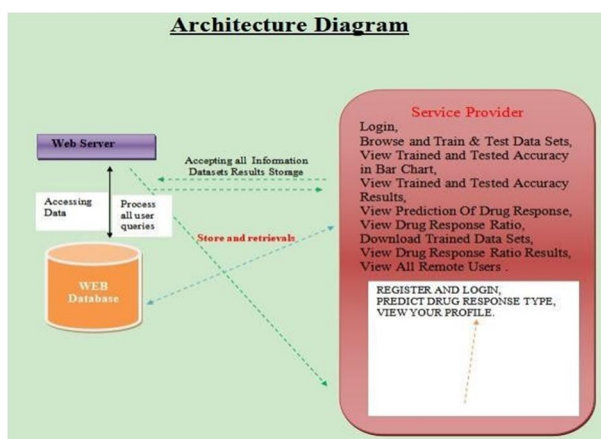 Architecture Diagram
Service Provider
Login,
Browse and Train & Test Data Sets,
View Trained and Tested Accuracy
in Bar Chart,
View Trained and Tested Accuracy
Results,
View Prediction Of Drug Response,
View Drug Response Ratio,
Download Trained Data Sets,
View Drug Response Ratio Results,
View All Remote Users .
REGISTER AND LOGIN,
PREDICT DRUG RESPONSE TYPE,
VIEW YOUR PROFILE.
Web Server
Accepting all Information
Datasets Results Storage
Accessing
Data
Process
all user
queries
Store and retrievals
WEB
Database